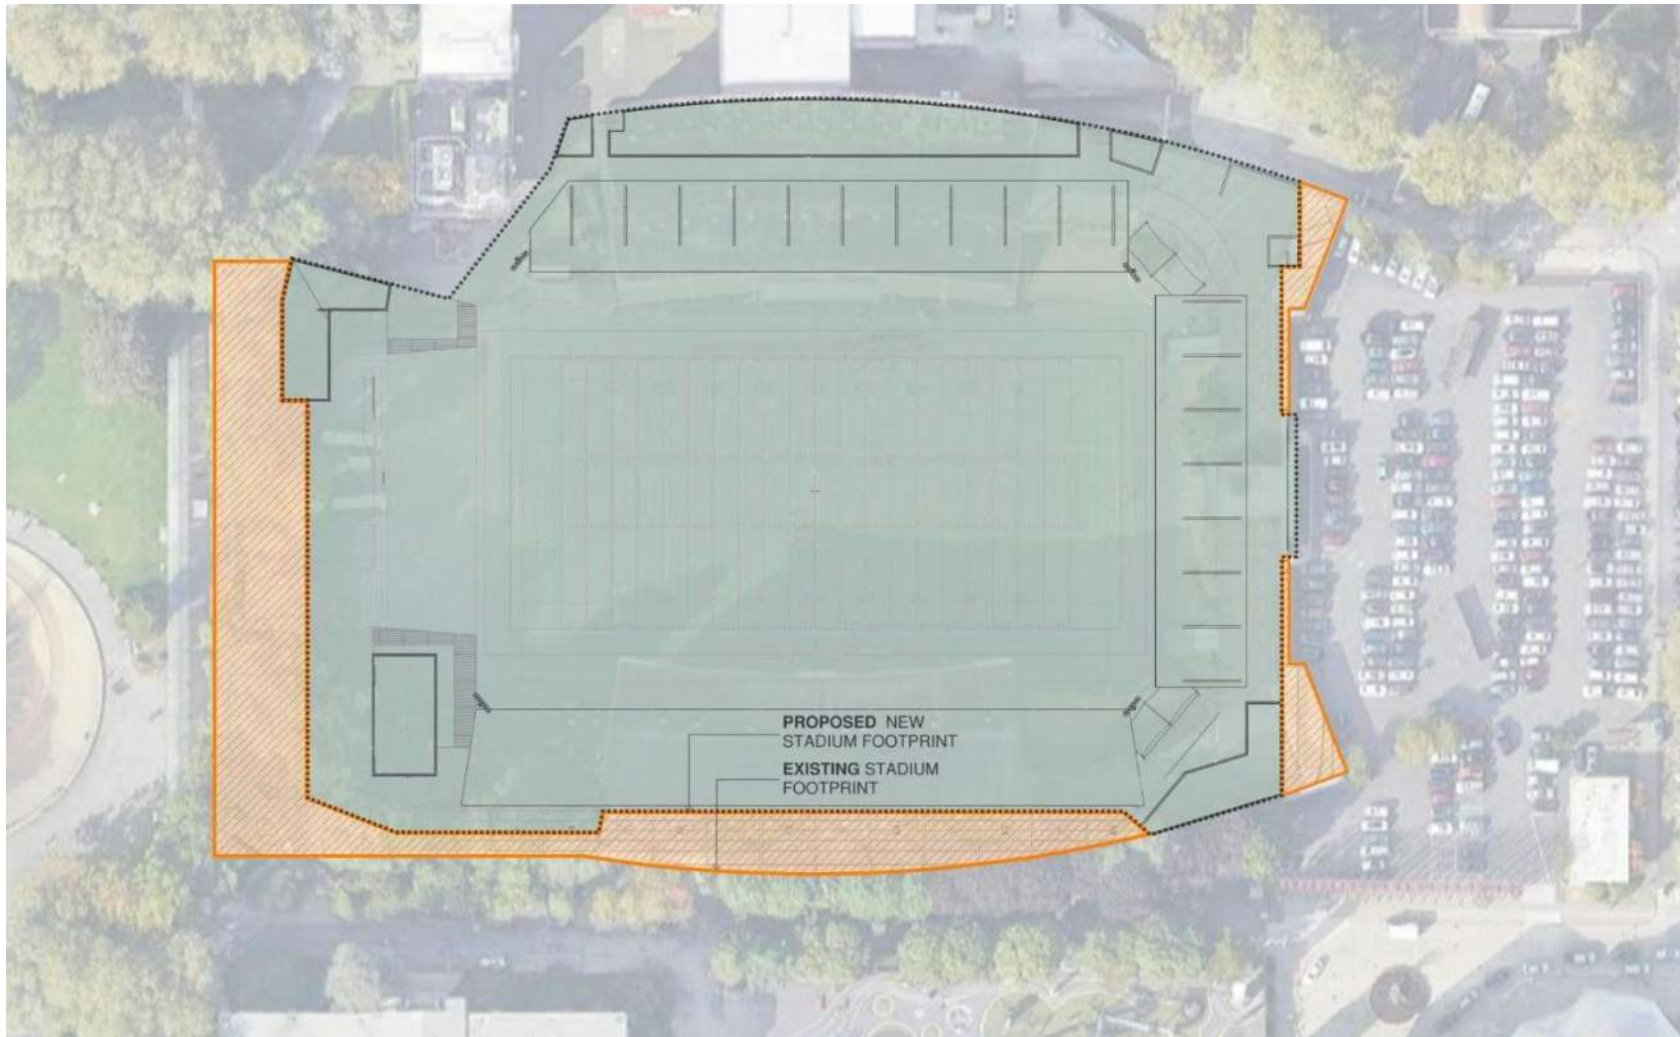 PROPOSED NEW
STADIUM FOOTPRINT
EXISTING STADIUM
FOOTPRINT